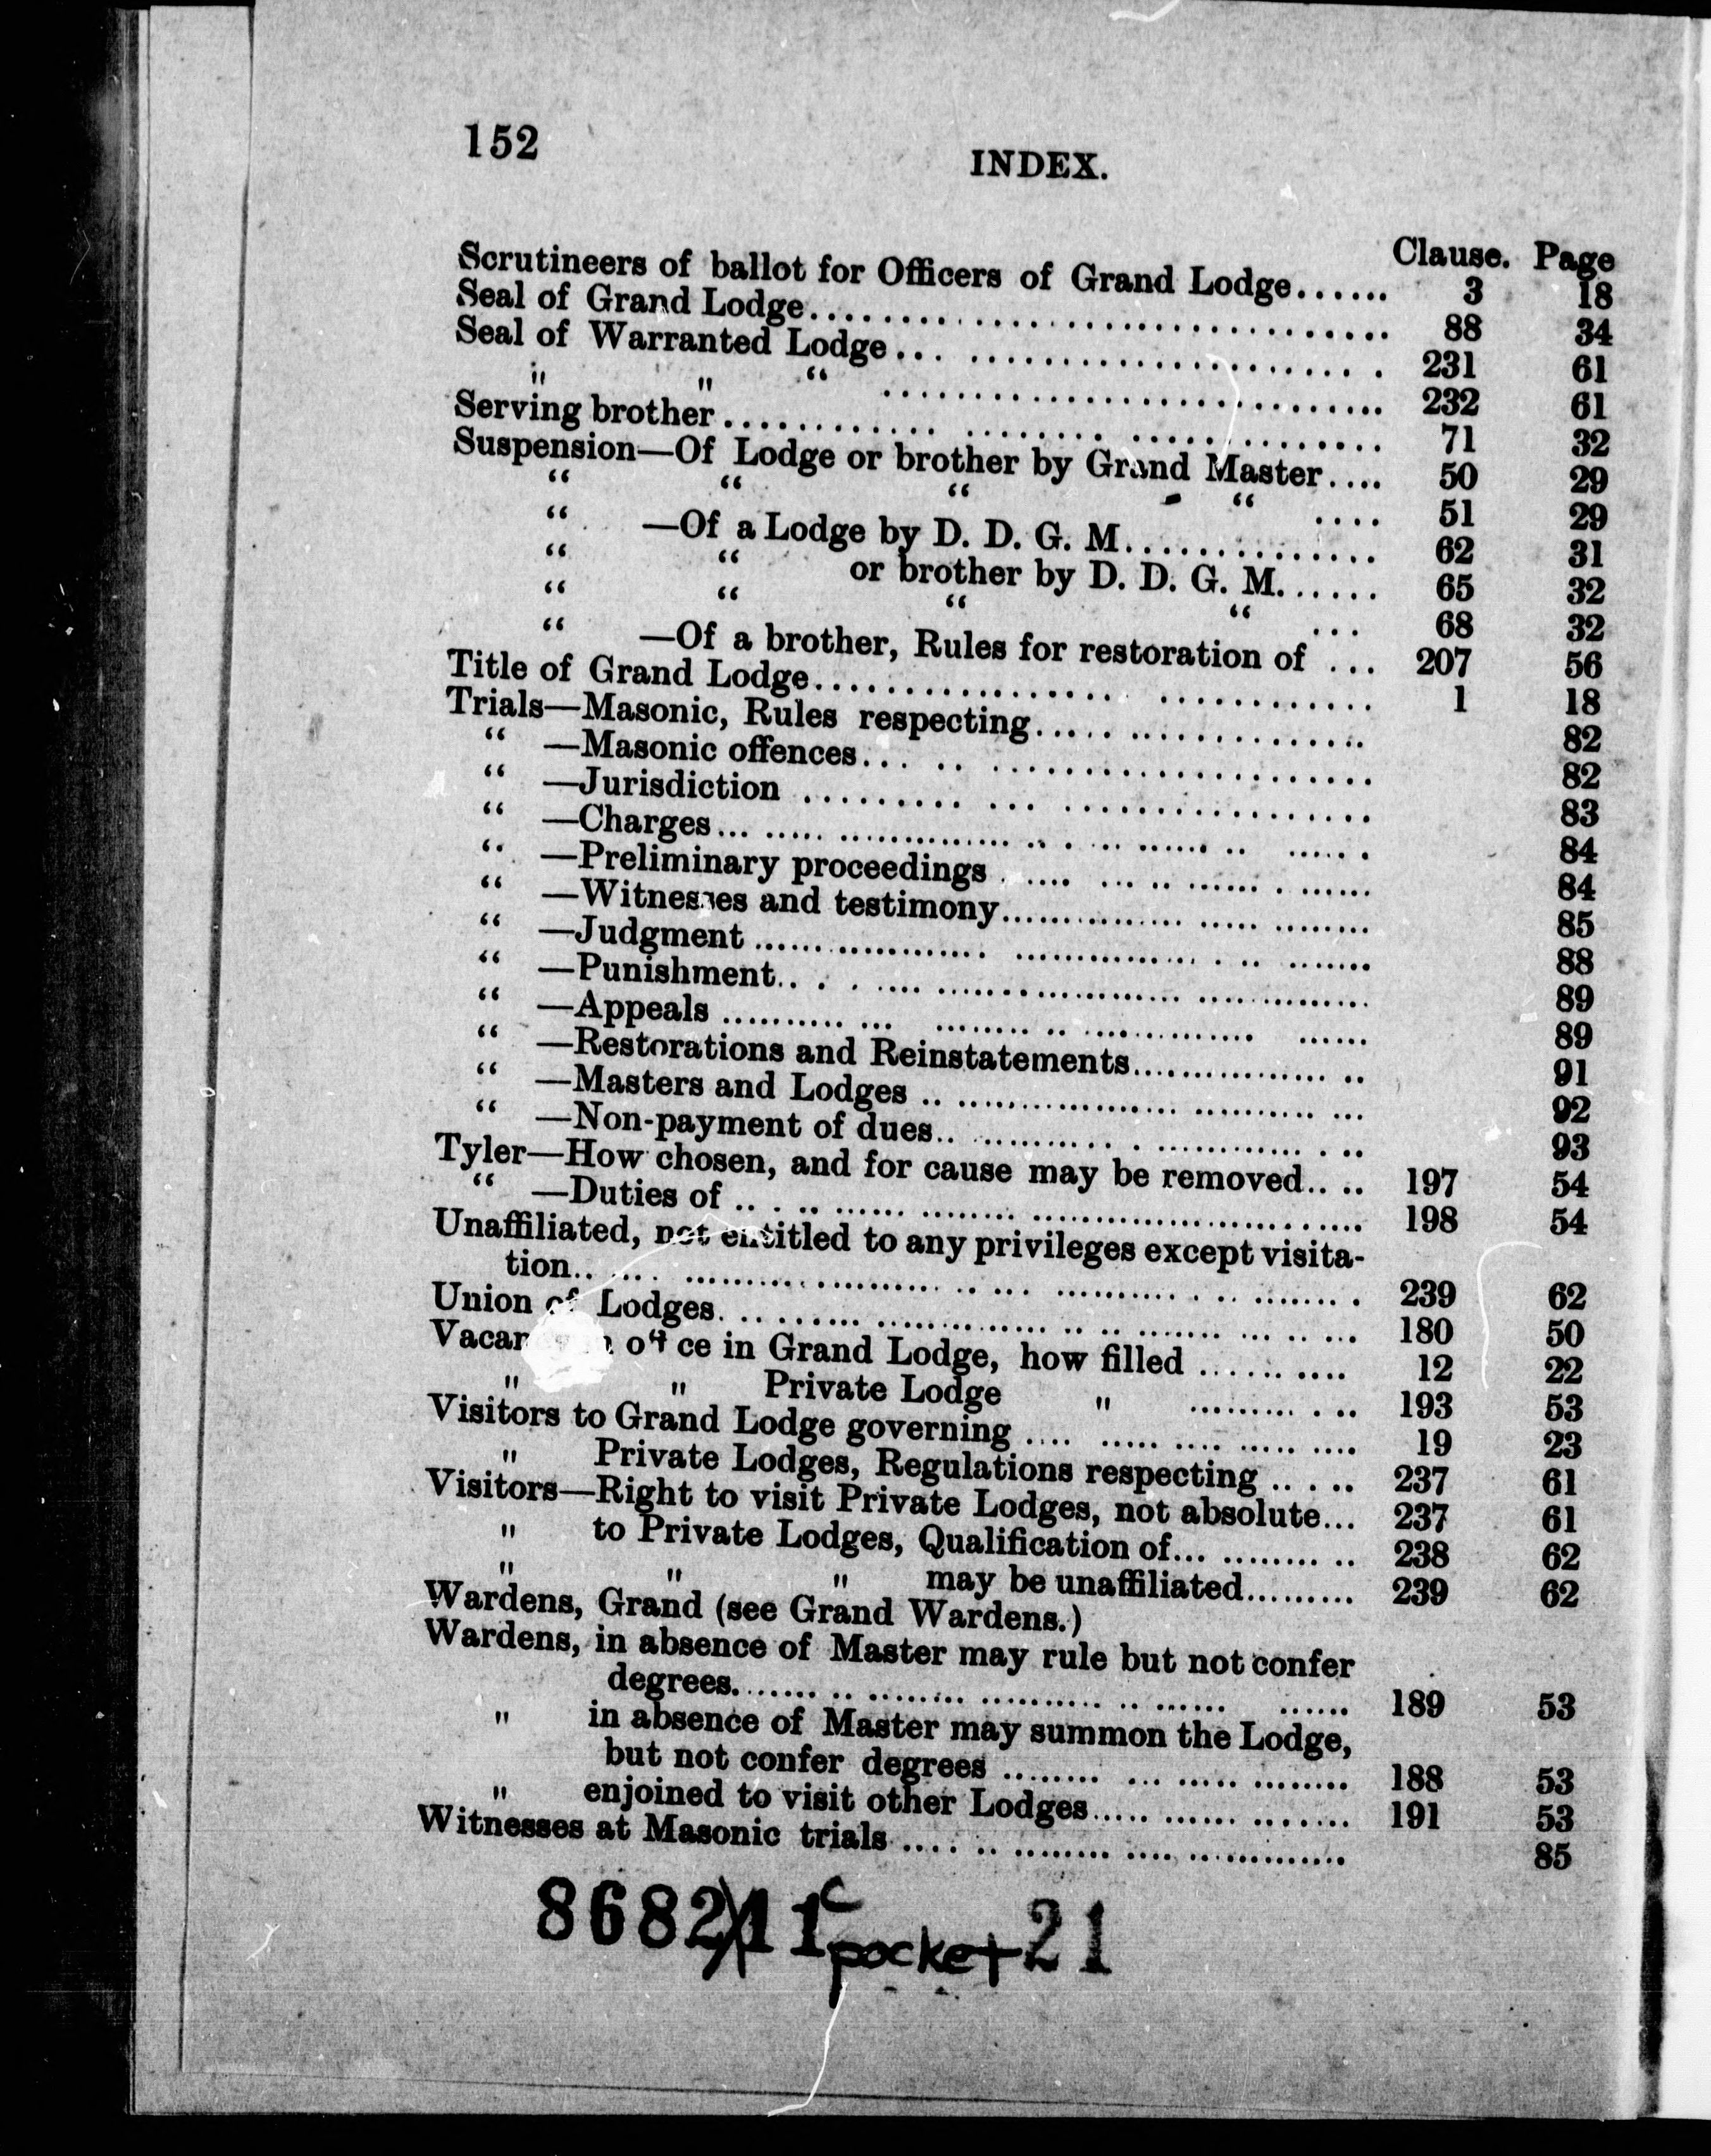 152
INDEX.
Clause. Page
Scrutineers of ballot for Officers of Grand Lodge...... 3 18
Seal of Grand Lodge................................ 88 34
Seal of Warranted Lodge... ....................... 231 61
" " “ ............................ 232 61
Serving brother............ ........ .............. 71 32
Suspension—Of Lodge or brother by Grand Master.... 50 29
“ “ “ “ .... 51 29
“ —Of a Lodge by D. D. G. M.............. 62 31
“ “ or brother by D. D. G. M...... 65 32
“ “ “ “ ... 68 32
“ —Of a brother, Rules for restoration of ... 207 56
Title of Grand Lodge................. ............ 1 18
Trials—Masonic, Rules respecting..... ............. 82
“ —Masonic offences... .. ..................... 82
“ —Jurisdiction ......... ... ................. 83
“ —Charges... ..... ................ .. . .. ...... .. ..... . 84
“ —Preliminary proceedings . .... ... .. ...... . ...... 84
“ —Witnesses and testimony................ ..... ........ 85
“ —Judgment ...... ............... ............... . .. ....... 88
“ —Punishment.. . . .... ..................... .............. 89
“ —Appeals .......... ... ........ .. ............... ...... 89
“ —Restorations and Reinstatements................. .. 91
“ —Masters and Lodges .. ................... .......... ... 92
“ —Non-payment of dues.. ........... . ............ . .. 93
Tyler—How chosen, and for cause may be removed.. .. 197 54
“ —Duties of .. . .. ...... ........ ........................... 198 54
Unaffiliated, not entitled to any privileges except visita-
tion.. .... ...................... .. ... .......... . .. ....... . 239 62
Union of Lodges. .......... ............... .. .. ....... ... .. ... 180 50
Vacan o ce in Grand Lodge, how filled ...... .... 12 22
" " Private Lodge " ......... . .. 193 53
Visitors to Grand Lodge governing .... ..... .... ..... .... 19 23
" Private Lodges, Regulations respecting .. . .. 237 61
Visitors—Right to visit Private Lodges, not absolute... 237 61
" to Private Lodges, Qualification of... ........ .. 238 62
" " " may be unaffiliated.......... 239 62
Wardens, Grand (see Grand Wardens.)
Wardens, in absence of Master may rule but not confer
degrees....... .. ........ ........... .. ...... ...... 189 53
" in absence of Master may summon the Lodge,
but not confer degrees ........ ... ..... ........ 188 53
" enjoined to visit other Lodges..... ...... ....... 191 53
Witnesses at Masonic trials .... .. ........ .... .............. 85
8682 11 c pocket 21